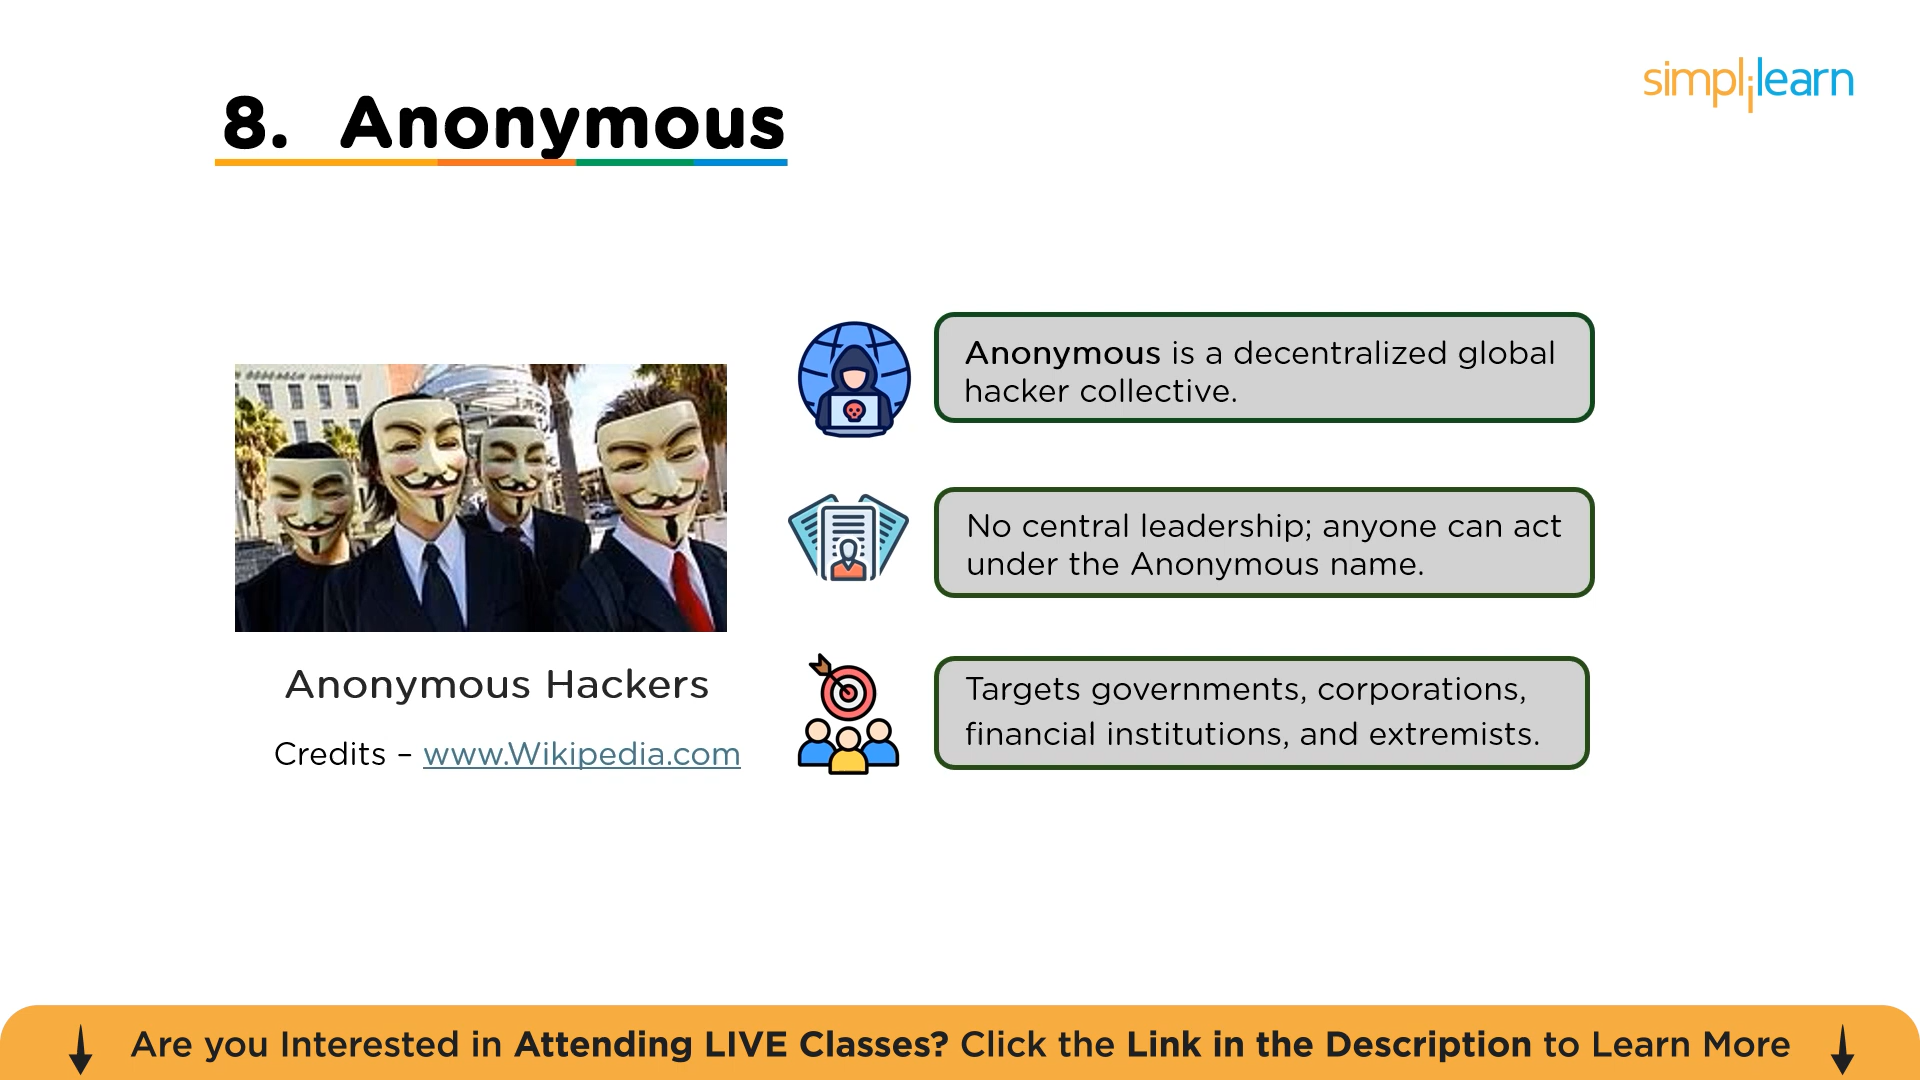 simplilearn
8. Anonymous
Anonymous is a decentralized global
hacker collective.
No central leadership; anyone can act
under the Anonymous name.
Targets governments, corporations,
financial institutions, and extremists.
Anonymous Hackers
Credits – www.Wikipedia.com
Are you Interested in Attending LIVE Classes? Click the Link in the Description to Learn More